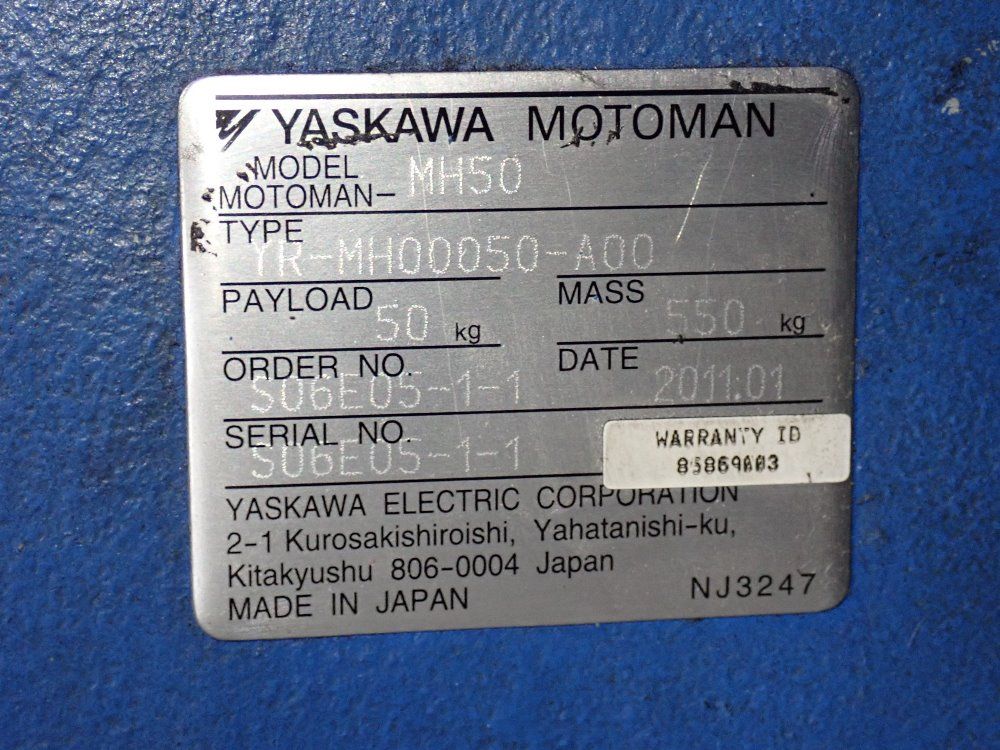 YASKAWA MOTOMAN
MODEL
MOTOMAN- MH50
TYPE
YR-MH00050-A00
PAYLOAD 50 kg MASS 550 kg
ORDER NO. S06E05-1-1 DATE 2011.01
SERIAL NO. S06E05-1-1
WARRANTY ID
YASKAWA ELECTRIC CORPORATION
2-1 Kurosakishiroishi, Yahatanishi-ku,
Kitakyushu 806-0004 Japan
MADE IN JAPAN NJ3247